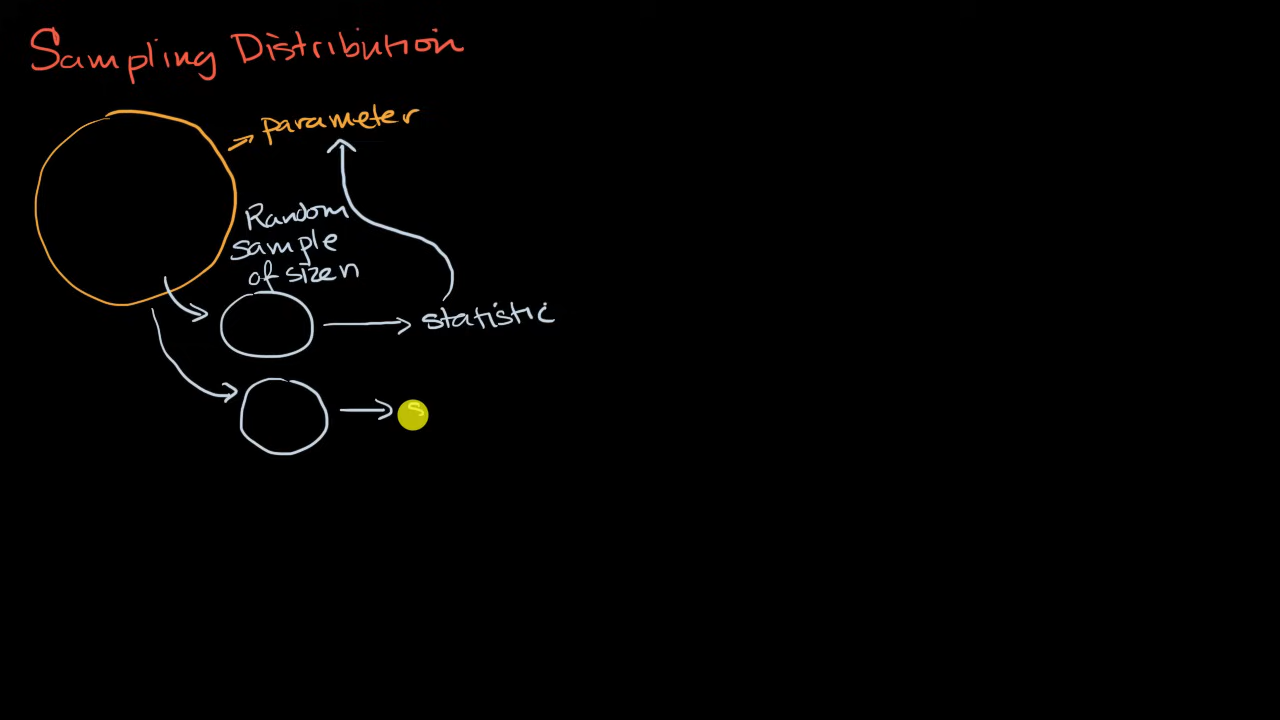 Sampling Distribution
parameter
Random
sample
of size n
statistic
s